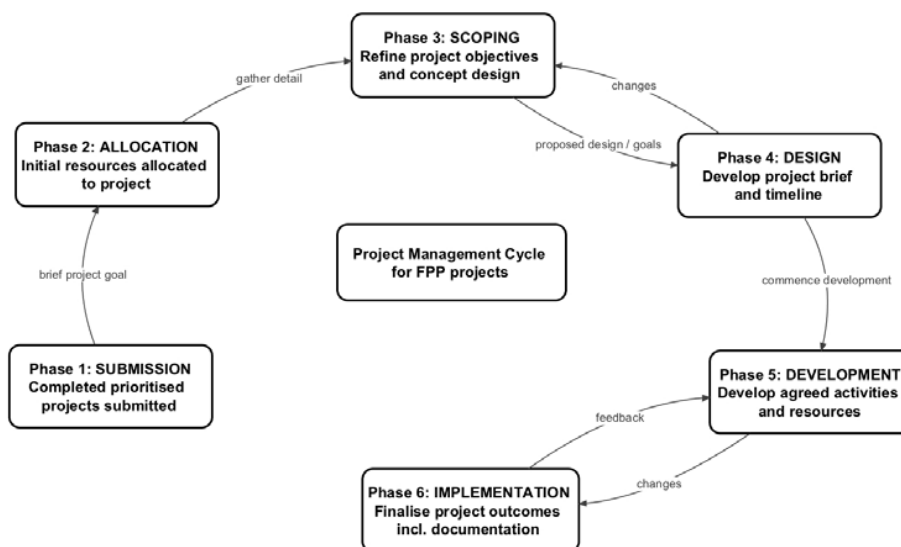 Phase 3: SCOPING
Refine project objectives
and concept design
gather detail
changes
Phase 2: ALLOCATION
Initial resources allocated
to project
proposed design / goals
Phase 4: DESIGN
Develop project brief
and timeline
Project Management Cycle
for FPP projects
brief project goal
commence development
Phase 1: SUBMISSION
Completed prioritised
projects submitted
Phase 5: DEVELOPMENT
Develop agreed activities
and resources
feedback
changes
Phase 6: IMPLEMENTATION
Finalise project outcomes
incl. documentation